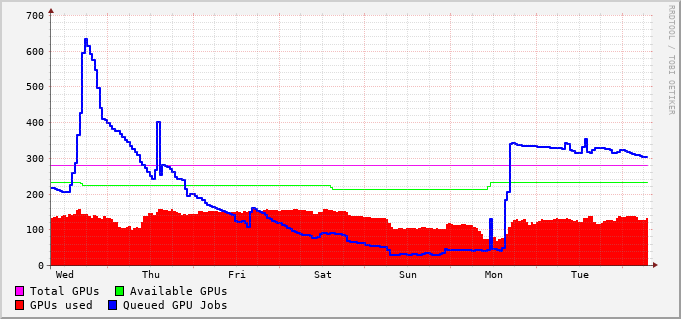 700
600
500
400
300
200
100
0
Wed Thu Fri Sat Sun Mon Tue
Total GPUs Available GPUs
GPUs used Queued GPU Jobs
RRDTOOL / TOBI OETIKER